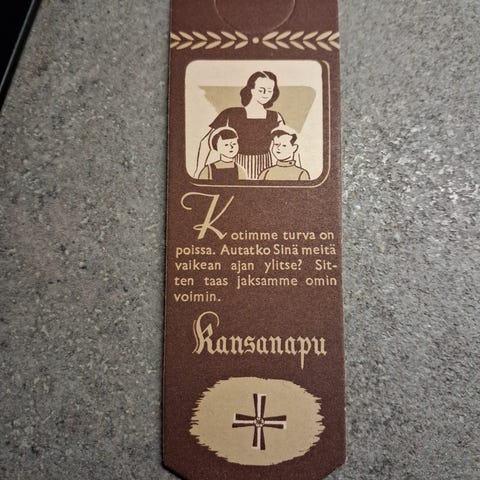 Kotimme turva on
poissa. Autatko Sinä meitä
vaikean ajan ylitse? Sit-
ten taas jaksamme omin
voimin.
Kansanapu